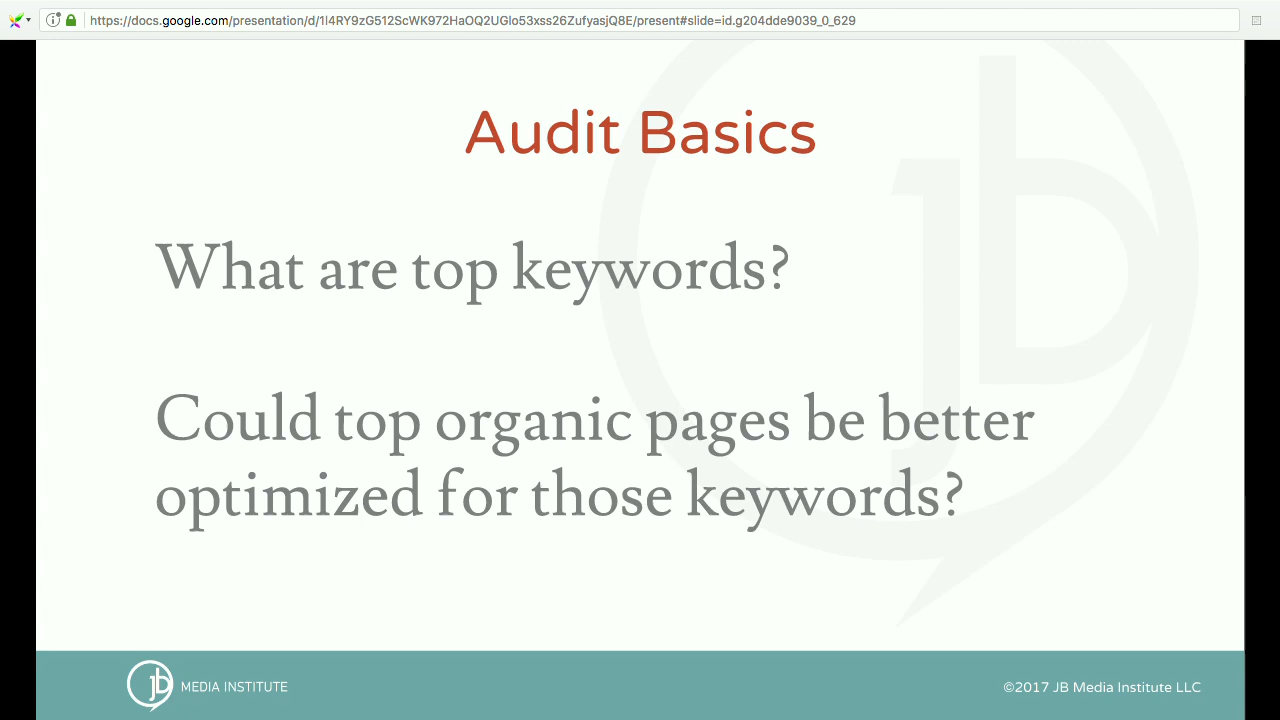 https://docs.google.com/presentation/d/1l4RY9zG512ScWK972HaOQ2UGlo53xss26ZufyasjQ8E/present#slide=id.g204dde9039_0_629
Audit Basics
What are top keywords?
Could top organic pages be better
optimized for those keywords?
jb MEDIA INSTITUTE
©2017 JB Media Institute LLC